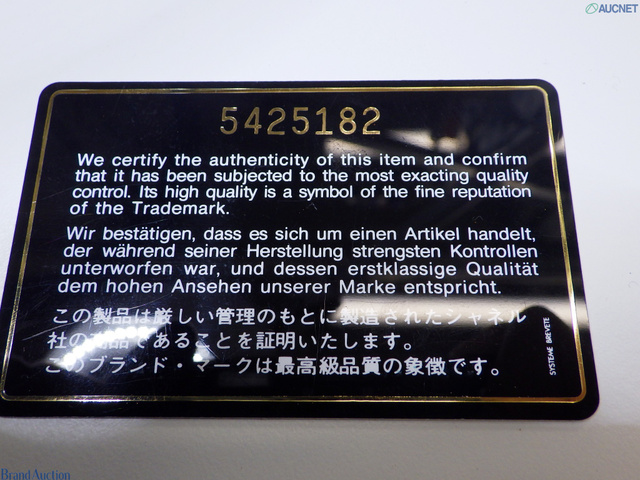 AUCNET
5425182
We certify the authenticity of this item and confirm
that it has been subjected to the most exacting quality
control. Its high quality is a symbol of the fine reputation
of the Trademark.
Wir bestätigen, dass es sich um einen Artikel handelt,
der während seiner Herstellung strengsten Kontrollen
unterworfen war, und dessen erstklassige Qualität
dem hohen Ansehen unserer Marke entspricht.
この製品は厳しい管理のもとに製造されたシャネル
社の商品であることを証明いたします。
このブランド・マークは最高級品質の象徴です。
SYSTEME BREVETE
Brand Auction